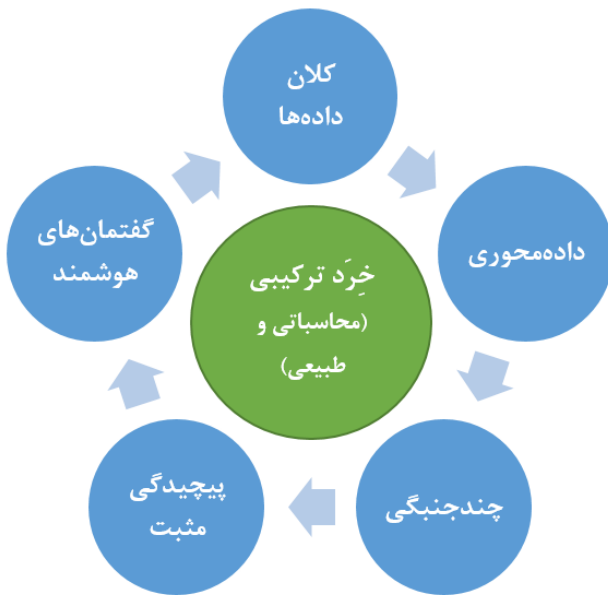 کلان
داده‌ها
داده‌محوری
چندجنبگی
پیچیدگی
مثبت
گفتمان‌های
هوشمند
خِرَد ترکیبی
(محاسباتی و
طبیعی)